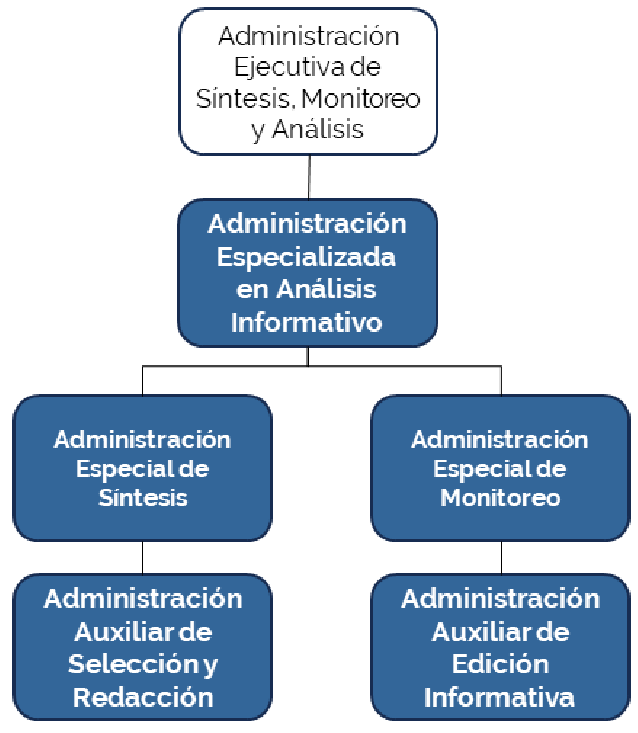 Administración
Ejecutiva de
Síntesis, Monitoreo
y Análisis
Administración
Especializada
en Análisis
Informativo
Administración
Especial de
Síntesis
Administración
Especial de
Monitoreo
Administración
Auxiliar de
Selección y
Redacción
Administración
Auxiliar de
Edición
Informativa